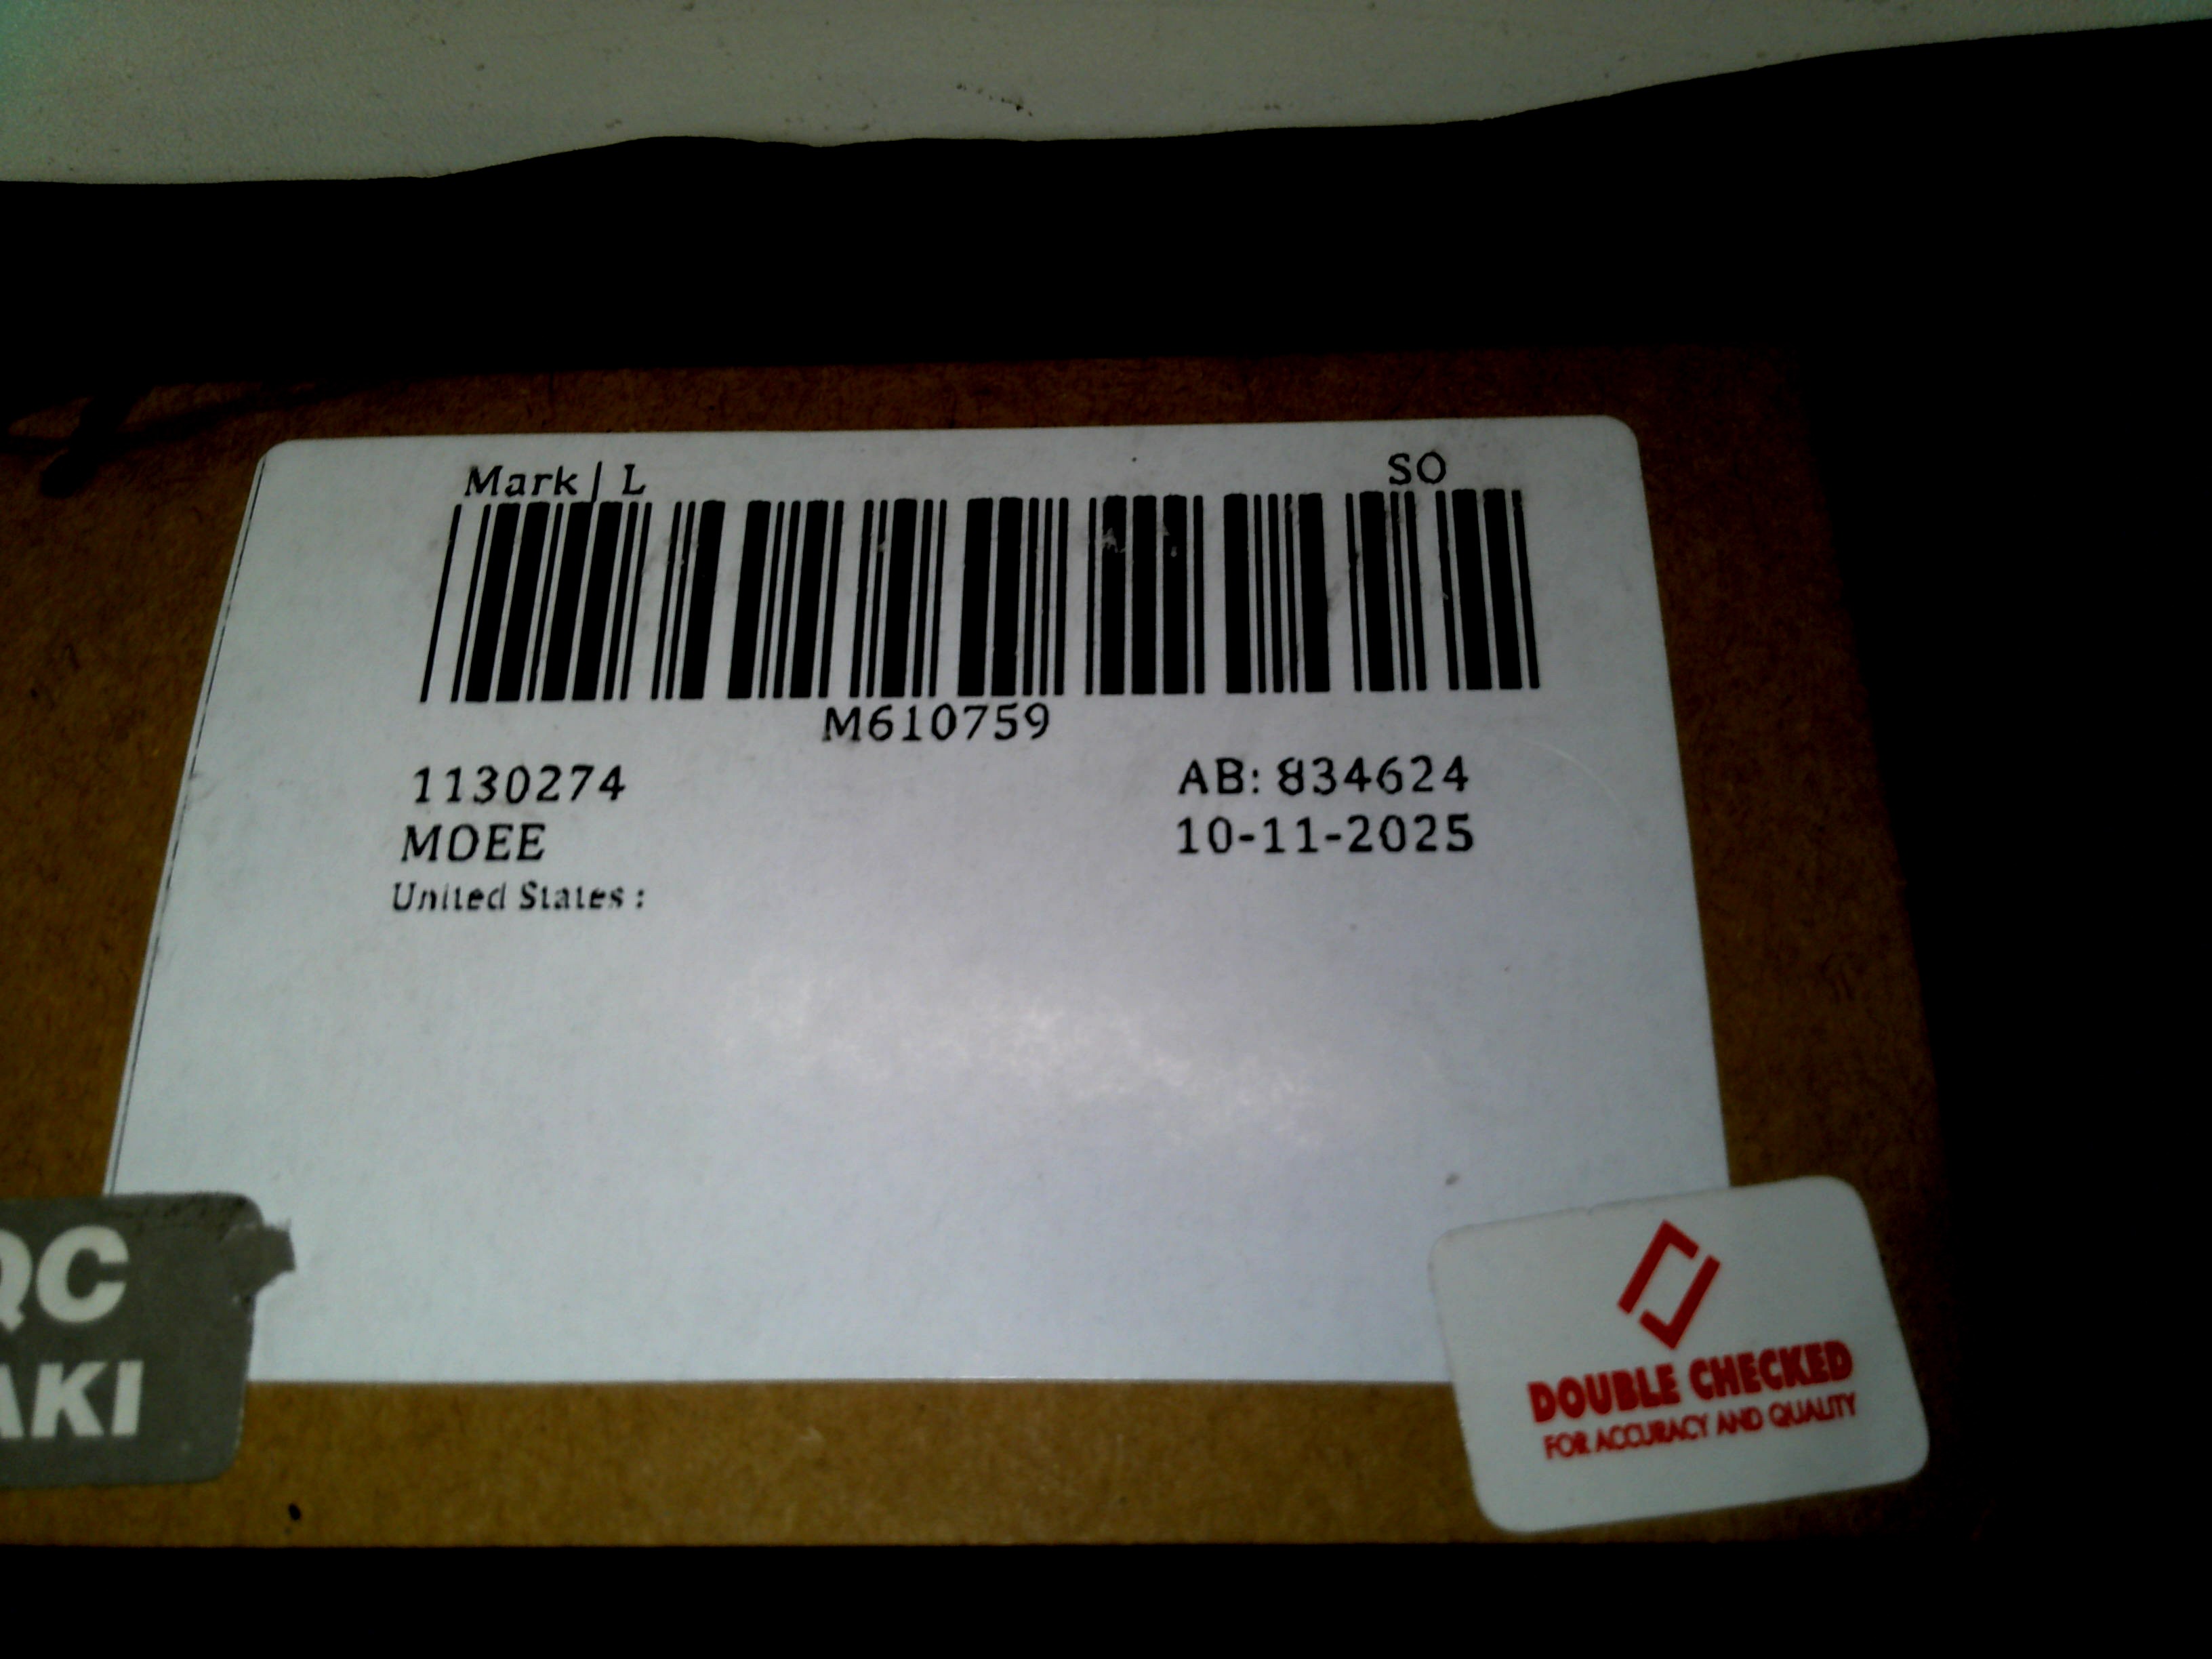 Mark | L
SO
M610759
1130274
AB: 834624
MOEE
10-11-2025
United States :
QC
AKI
DOUBLE CHECKED
FOR ACCURACY AND QUALITY